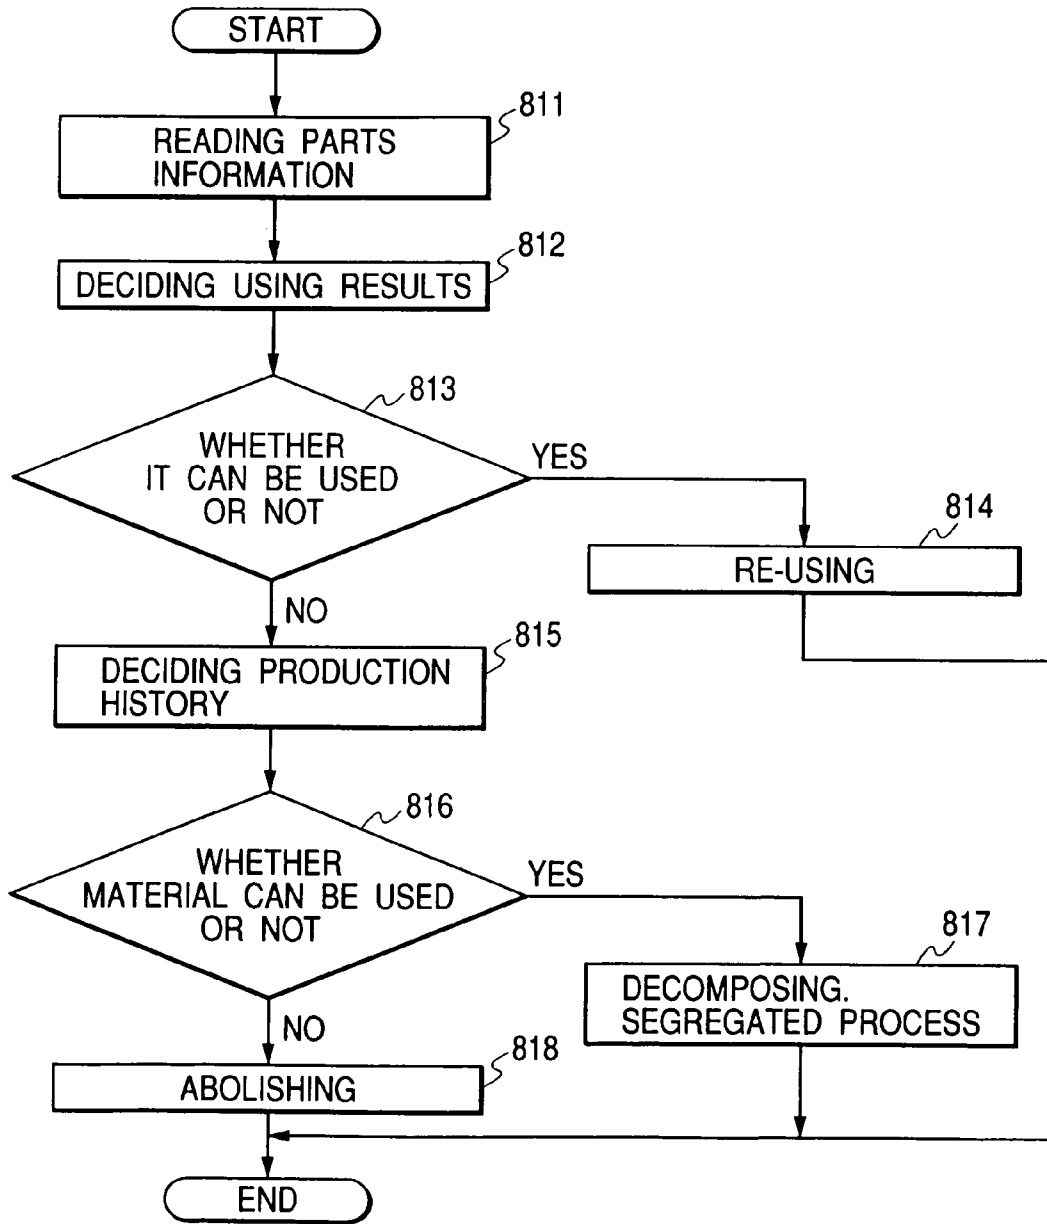 START
811
READING PARTS
INFORMATION
812
DECIDING USING RESULTS
813
WHETHER
IT CAN BE USED
OR NOT
YES
814
RE-USING
NO
815
DECIDING PRODUCTION
HISTORY
816
WHETHER
MATERIAL CAN BE USED
OR NOT
YES
817
DECOMPOSING.
SEGREGATED PROCESS
NO
818
ABOLISHING
END